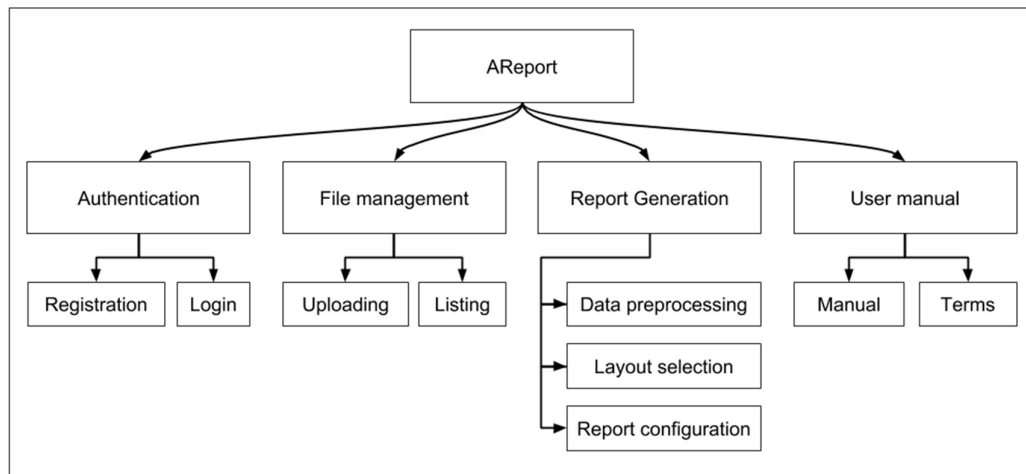 AReport
Authentication
File management
Report Generation
User manual
Registration
Login
Uploading
Listing
Data preprocessing
Manual
Terms
Layout selection
Report configuration